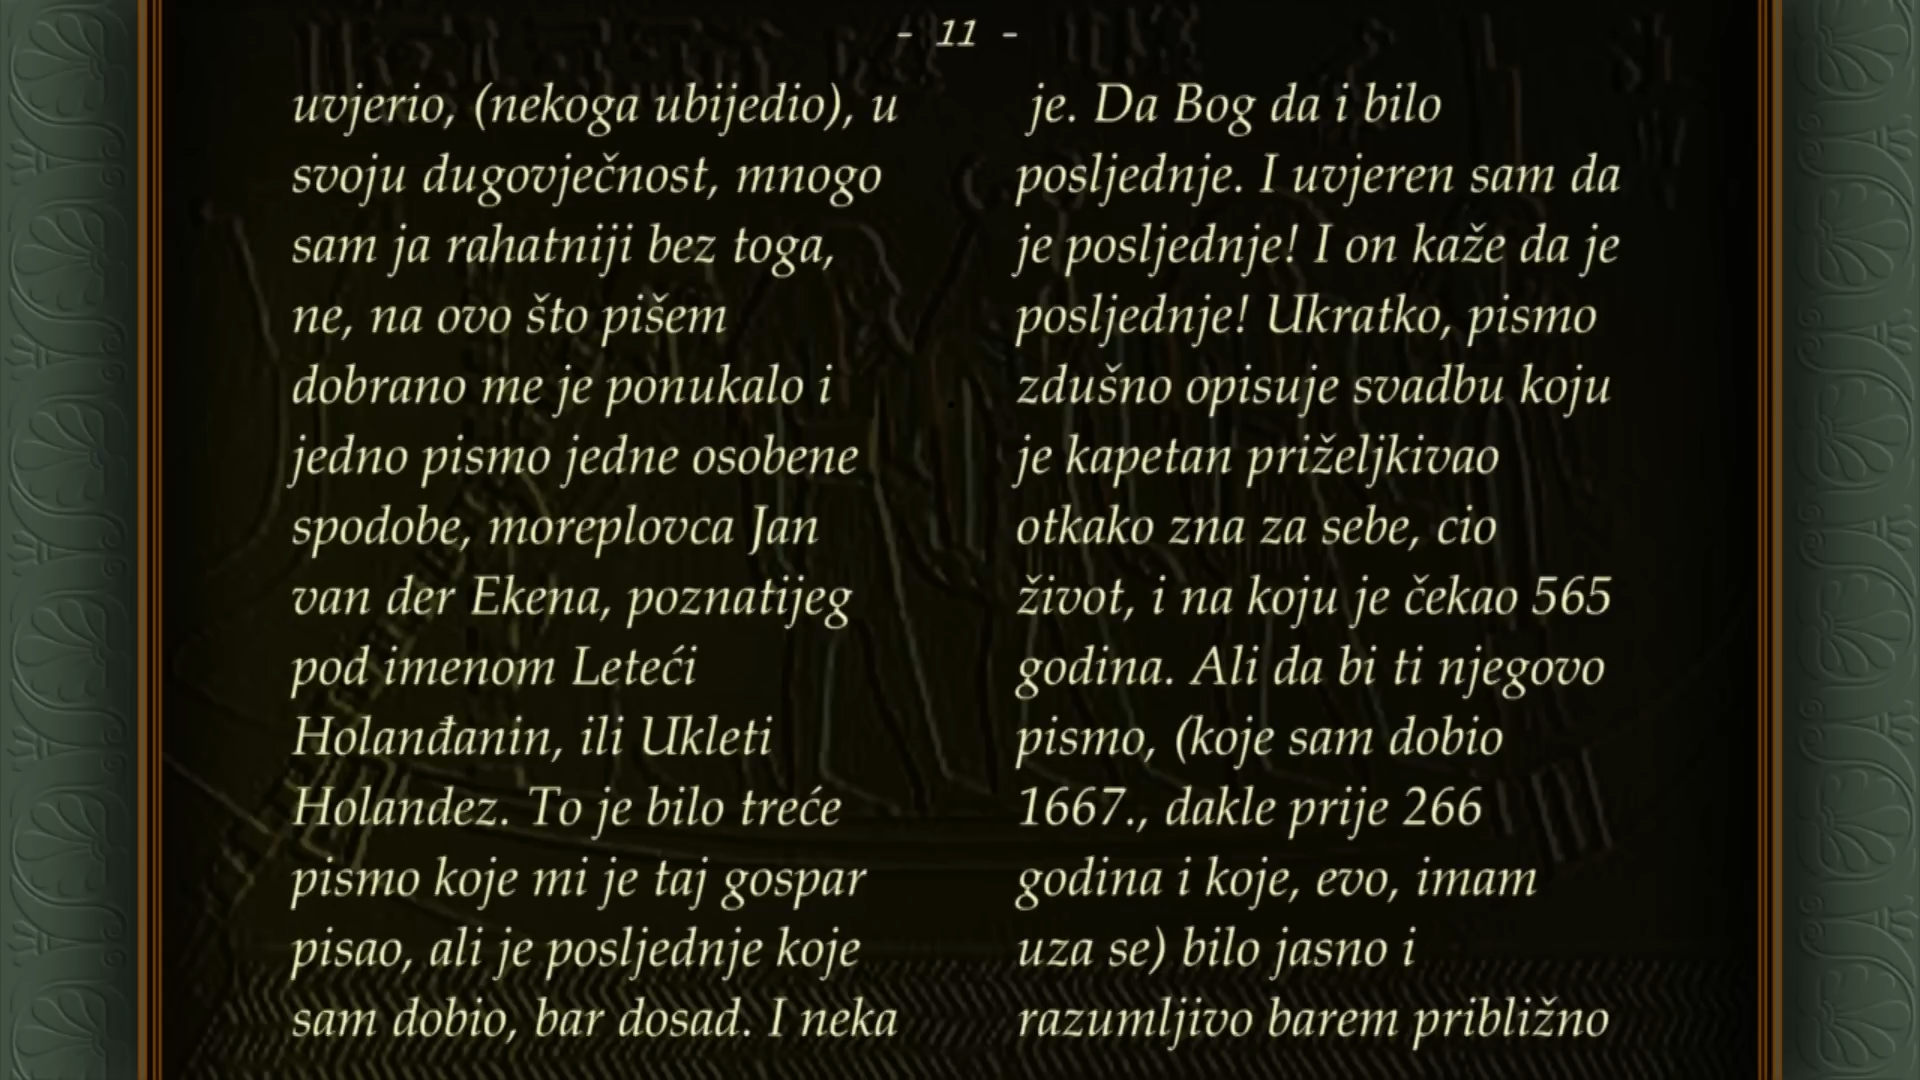 - 11 -
uvjerio, (nekoga ubijedio), u
svoju dugovječnost, mnogo
sam ja rahatniji bez toga,
ne, na ovo što pišem
dobrano me je ponukalo i
jedno pismo jedne osobene
spodobe, moreplovca Jan
van der Ekena, poznatijeg
pod imenom Leteći
Holanđanin, ili Ukleti
Holandez. To je bilo treće
pismo koje mi je taj gospar
pisao, ali je posljednje koje
sam dobio, bar dosad. I neka
je. Da Bog da i bilo
posljednje. I uvjeren sam da
je posljednje! I on kaže da je
posljednje! Ukratko, pismo
zdušno opisuje svadbu koju
je kapetan priželjkivao
otkako zna za sebe, cio
život, i na koju je čekao 565
godina. Ali da bi ti njegovo
pismo, (koje sam dobio
1667., dakle prije 266
godina i koje, evo, imam
uza se) bilo jasno i
razumljivo barem približno